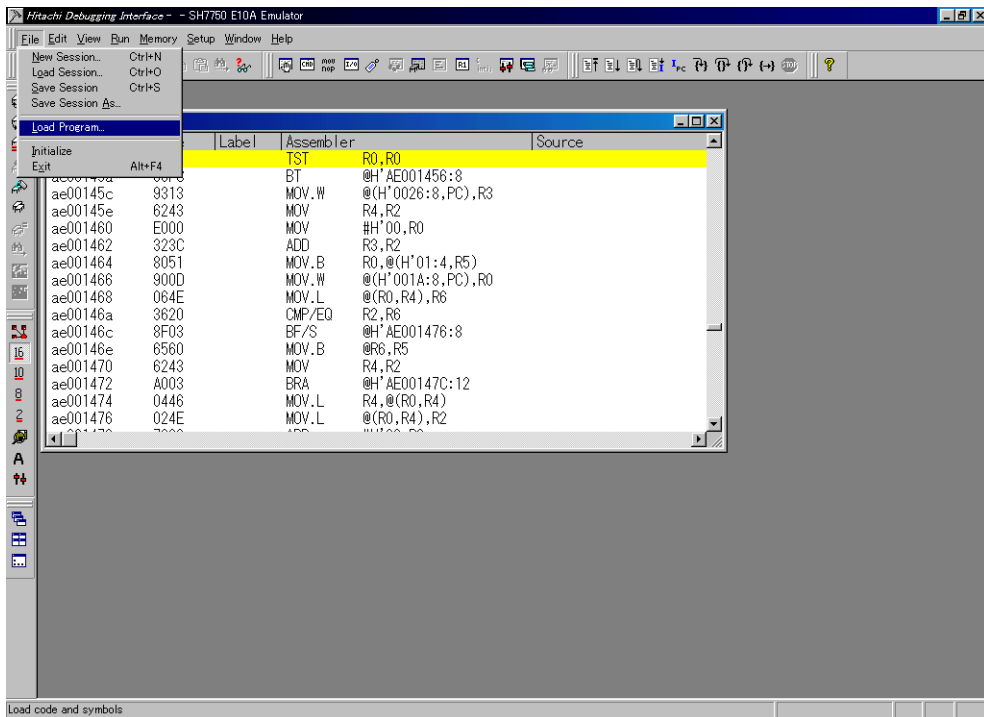 Hitachi Debugging Interface - - SH7750 E10A Emulator
File Edit View Run Memory Setup Window Help
New Session... Ctrl+N
Load Session... Ctrl+O
Save Session Ctrl+S
Save Session As...
Load Program...
Initialize
Exit Alt+F4
Label Assembler Source
TST R0,R0
BT @H'AE001456:8
ae00145c 9313 MOV.W @(H'0026:8,PC),R3
ae00145e 6243 MOV R4,R2
ae001460 E000 MOV #H'00,R0
ae001462 323C ADD R3,R2
ae001464 8051 MOV.B R0,@(H'01:4,R5)
ae001466 900D MOV.W @(H'001A:8,PC),R0
ae001468 064E MOV.L @(R0,R4),R6
ae00146a 3620 CMP/EQ R2,R6
ae00146c 8F03 BF/S @H'AE001476:8
ae00146e 6560 MOV.B @R6,R5
ae001470 6243 MOV R4,R2
ae001472 A003 BRA @H'AE00147C:12
ae001474 0446 MOV.L R4,@(R0,R4)
ae001476 024E MOV.L @(R0,R4),R2
16
10
8
2
A
Load code and symbols